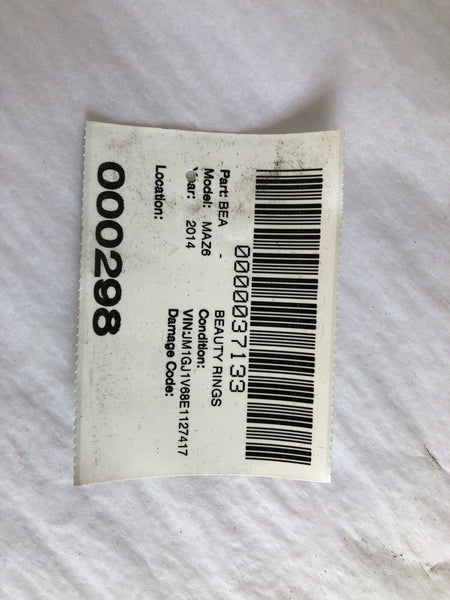 0000037133
Part: BEA - BEAUTY RINGS
Model: MAZ6 Condition:
Year: 2014 VIN:JM1GJ1V68E1127417
Damage Code:
Location:
000298